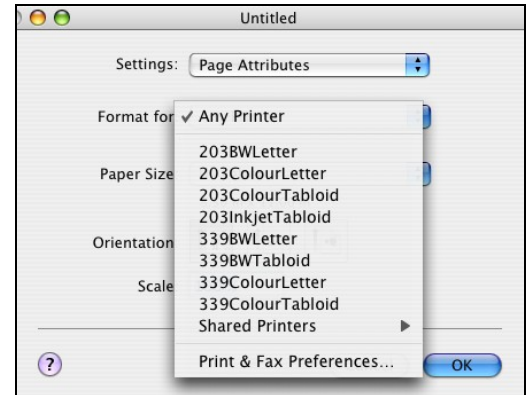 Untitled
Settings: Page Attributes
Format for ✓ Any Printer
203BWLetter
Paper Size 203ColourLetter
203ColourTabloid
203InkjetTabloid
Orientation 339BWLetter
339BWTabloid
Scale 339ColourLetter
339ColourTabloid
Shared Printers
? Print & Fax Preferences... OK